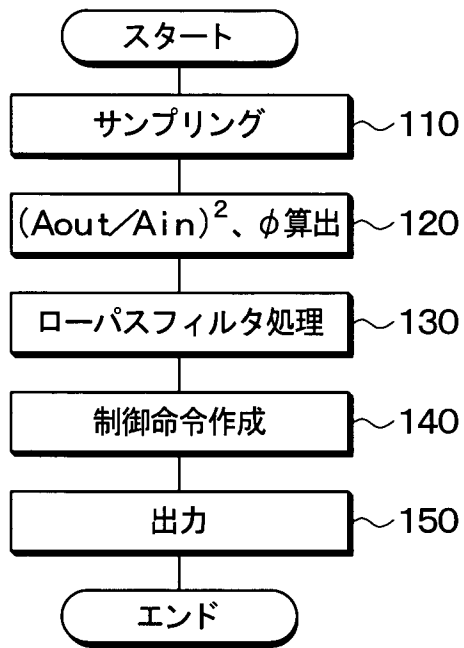 スタート
サンプリング 110
(Aout/Ain)²、φ算出 120
ローパスフィルタ処理 130
制御命令作成 140
出力 150
エンド